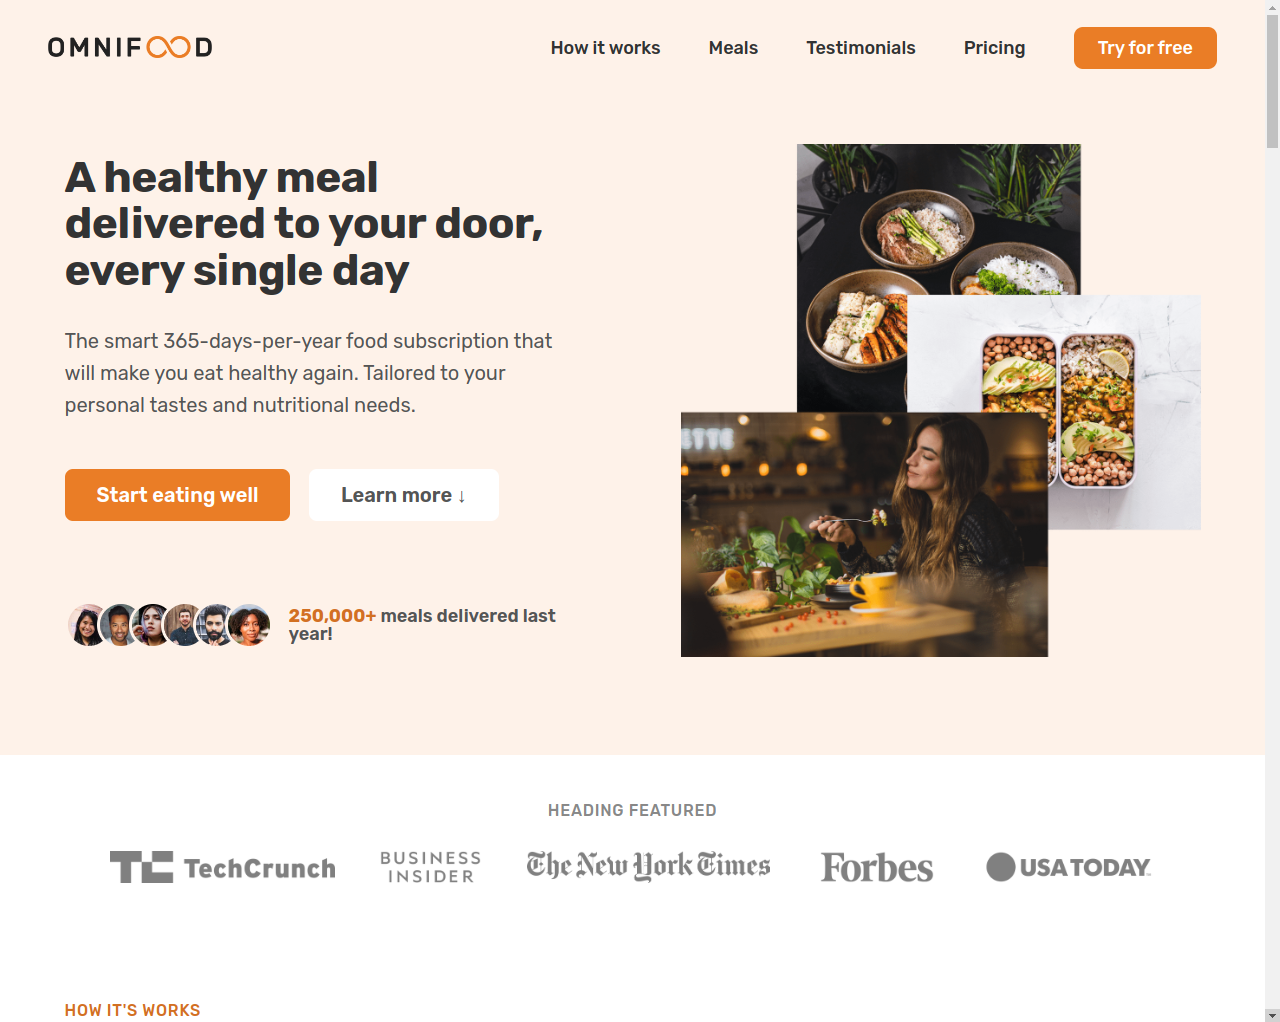 OMNIFOOD
How it works
Meals
Testimonials
Pricing
Try for free
A healthy meal
delivered to your door,
every single day
The smart 365-days-per-year food subscription that
will make you eat healthy again. Tailored to your
personal tastes and nutritional needs.
Start eating well
Learn more ↓
250,000+ meals delivered last
year!
ETTE
HEADING FEATURED
TC TechCrunch
BUSINESS
INSIDER
The New York Times
Forbes
USA TODAY
HOW IT'S WORKS